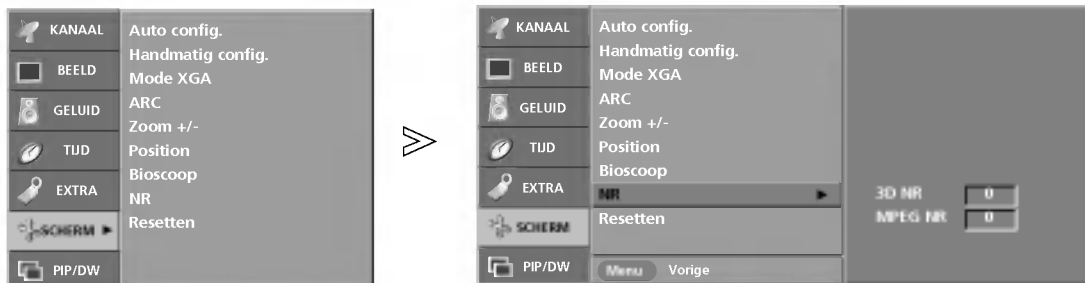 KANAAL
BEELD
GELUID
TIJD
EXTRA
SCHERM
PIP/DW
Auto config.
Handmatig config.
Mode XGA
ARC
Zoom +/-
Position
Bioscoop
NR
Resetten
KANAAL
BEELD
GELUID
TIJD
EXTRA
SCHERM
PIP/DW
Auto config.
Handmatig config.
Mode XGA
ARC
Zoom +/-
Position
Bioscoop
NR
Resetten
Menu Vorige
3D NR 0
MPEG NR 0